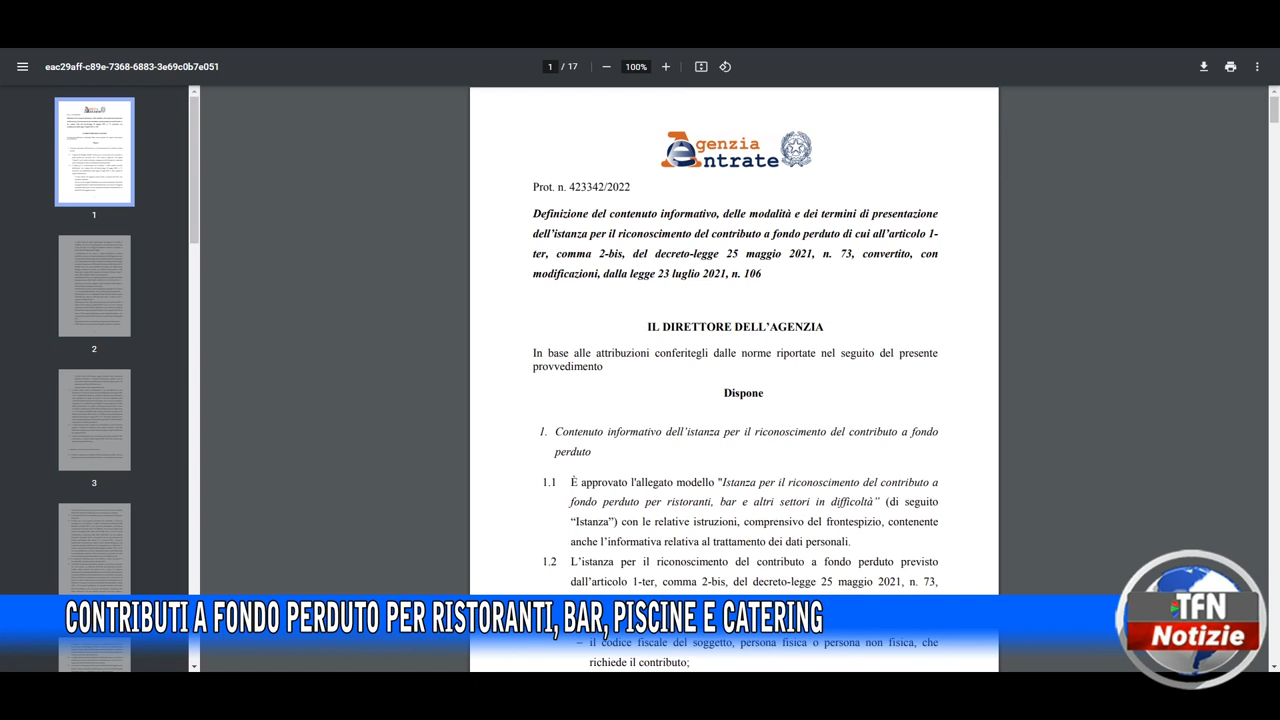 eac29aff-c89e-7368-6883-3e69c0b7e051
1 / 17
100%
1
2
3
Agenzia
Entrate
Prot. n. 423342/2022
Definizione del contenuto informativo, delle modalità e dei termini di presentazione
dell’istanza per il riconoscimento del contributo a fondo perduto di cui all’articolo 1-
ter, comma 2-bis, del decreto-legge 25 maggio 2021, n. 73, convertito, con
modificazioni, dalla legge 23 luglio 2021, n. 106
IL DIRETTORE DELL’AGENZIA
In base alle attribuzioni conferitegli dalle norme riportate nel seguito del presente
provvedimento
Dispone
1. Contenuto informativo dell’istanza per il riconoscimento del contributo a fondo
perduto
1.1 È approvato l'allegato modello "Istanza per il riconoscimento del contributo a
fondo perduto per ristoranti, bar e altri settori in difficoltà” (di seguito
“Istanza”) con le relative istruzioni, comprensivo del frontespizio, contenente
anche l’informativa relativa al trattamento dei dati personali.
1.2 L’istanza per il riconoscimento del contributo a fondo perduto previsto
dall’articolo 1-ter, comma 2-bis, del decreto-legge 25 maggio 2021, n. 73,
CONTRIBUTI A FONDO PERDUTO PER RISTORANTI, BAR, PISCINE E CATERING
− il codice fiscale del soggetto, persona fisica o persona non fisica, che
richiede il contributo;
TFN
Notizie